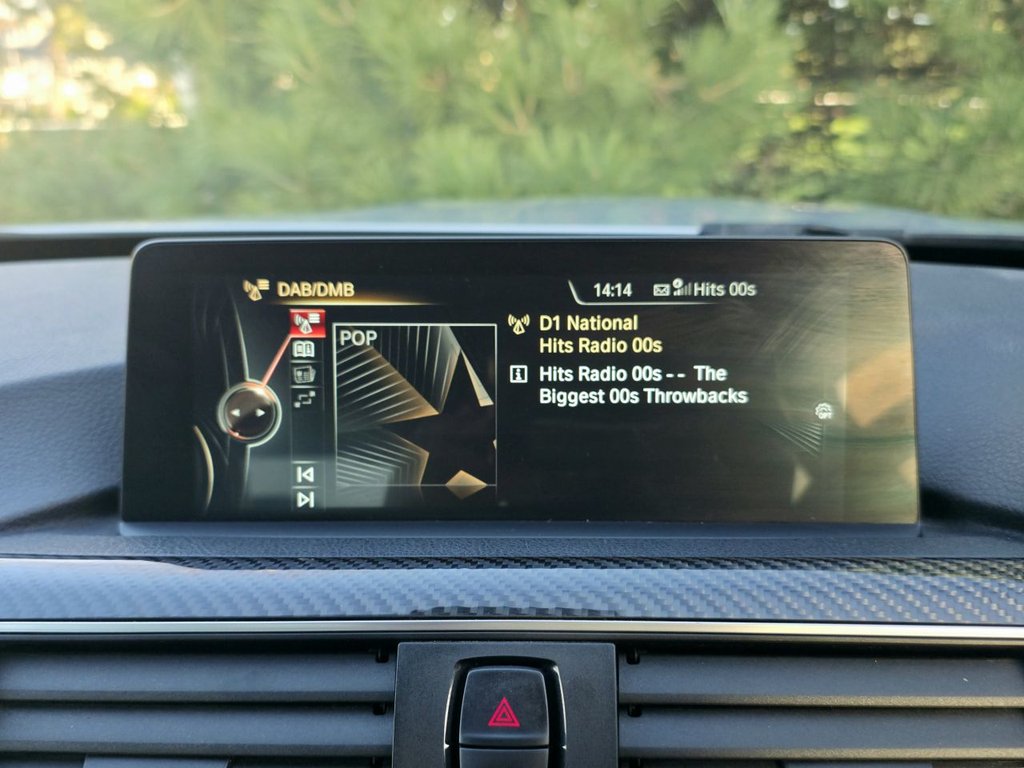 DAB/DMB
14:14
Hits 00s
POP
D1 National
Hits Radio 00s
Hits Radio 00s -- The
Biggest 00s Throwbacks
OPT